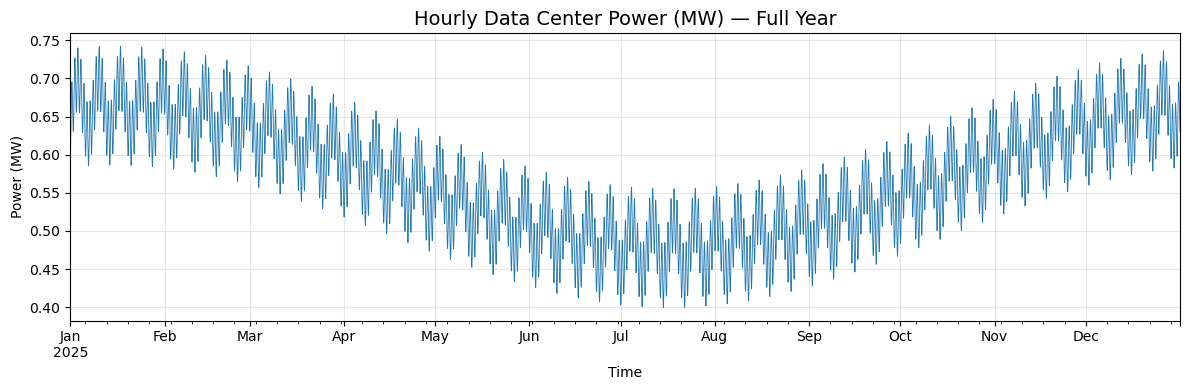 Hourly Data Center Power (MW) — Full Year
Power (MW)
0.75
0.70
0.65
0.60
0.55
0.50
0.45
0.40
Jan Feb Mar Apr May Jun Jul Aug Sep Oct Nov Dec
2025
Time